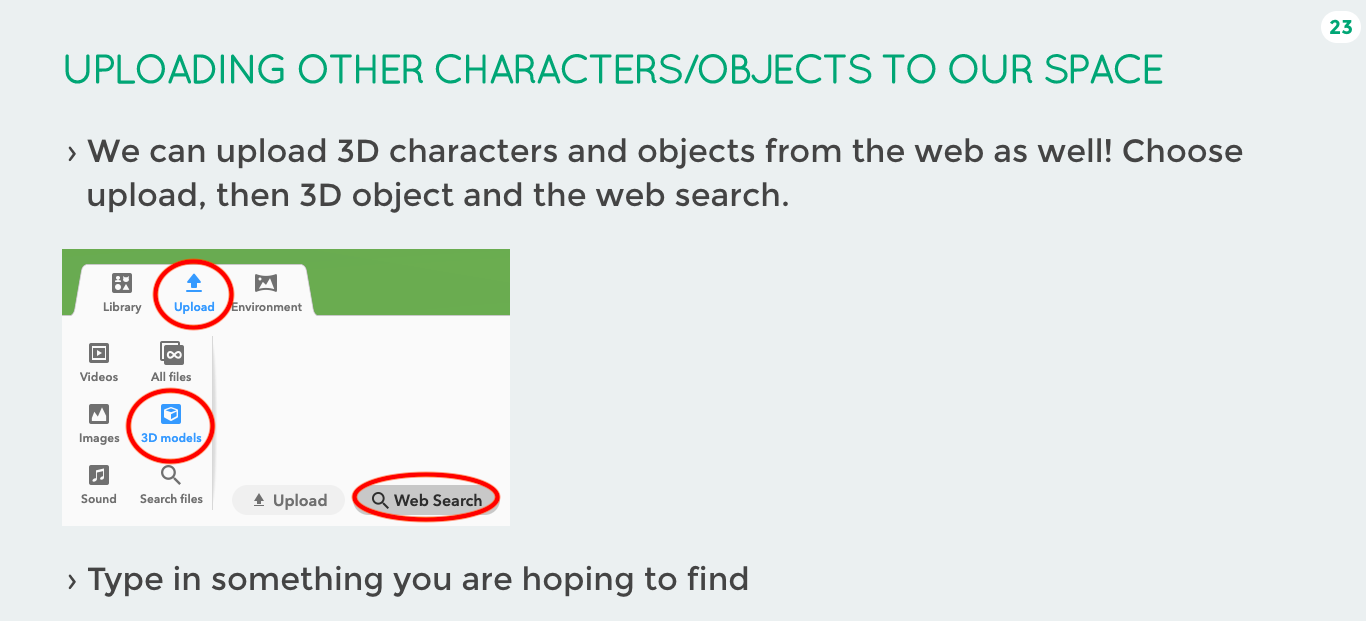 23
UPLOADING OTHER CHARACTERS/OBJECTS TO OUR SPACE
› We can upload 3D characters and objects from the web as well! Choose
upload, then 3D object and the web search.
Library Upload Environment
Videos All files
Images 3D models
Sound Search files
Upload Web Search
› Type in something you are hoping to find